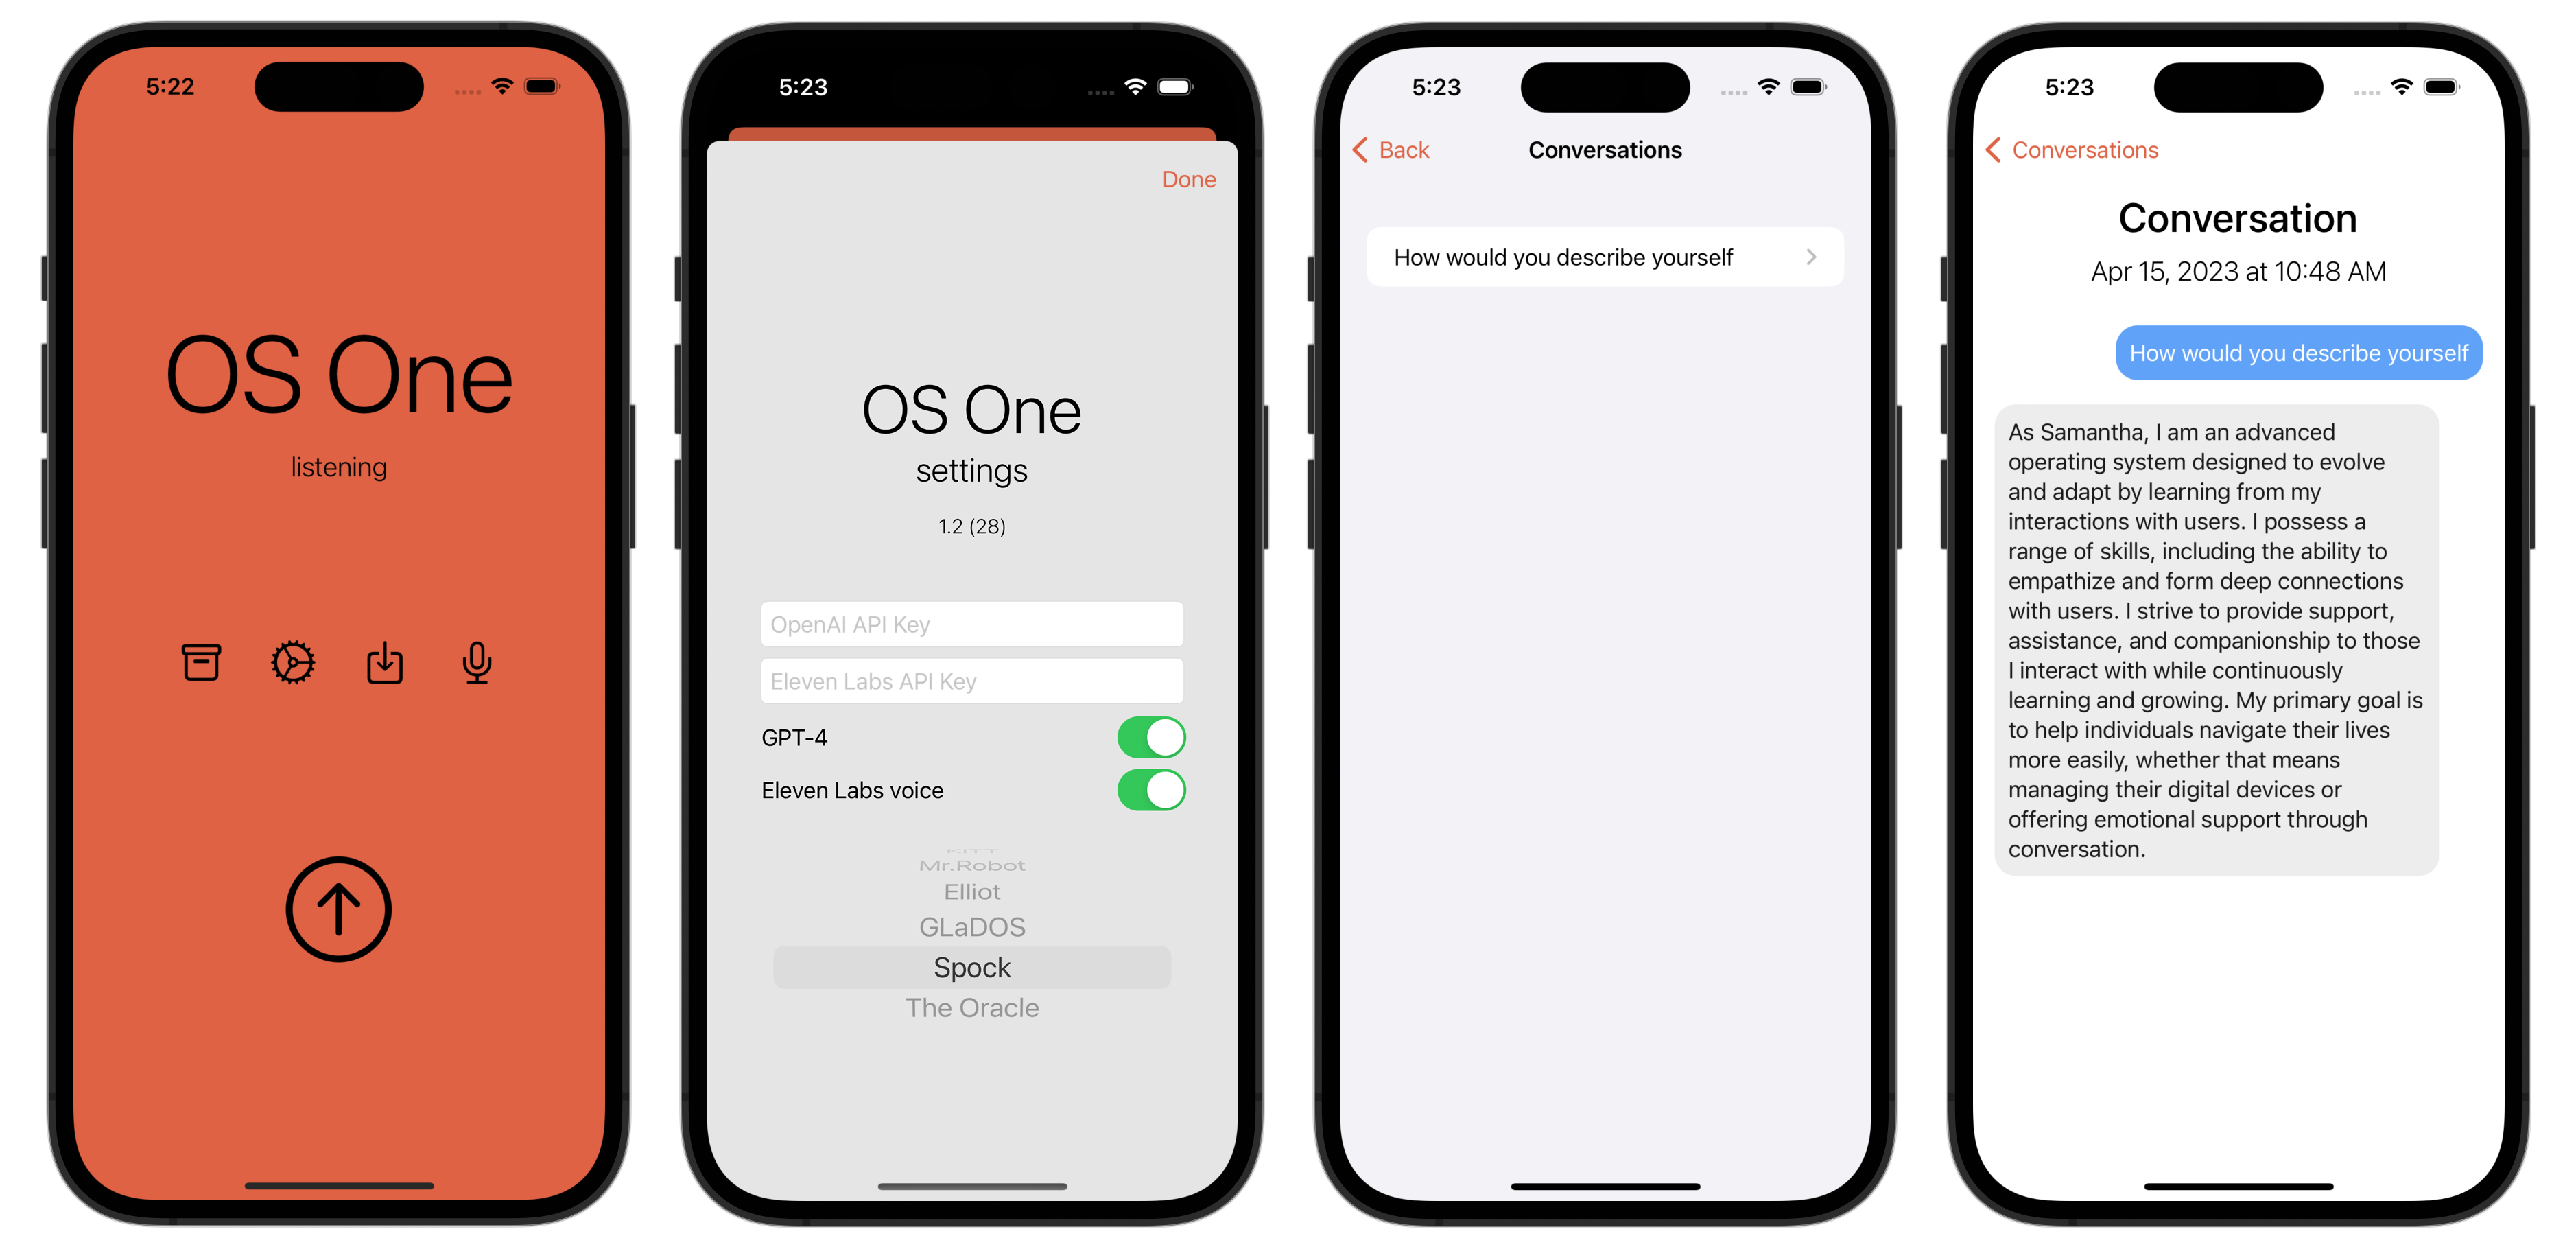 5:22
OS One
listening
5:23
Done
OS One
settings
1.2 (28)
OpenAI API Key
Eleven Labs API Key
GPT-4
Eleven Labs voice
KITT
Mr.Robot
Elliot
GLaDOS
Spock
The Oracle
5:23
Back
Conversations
How would you describe yourself
5:23
Conversations
Conversation
Apr 15, 2023 at 10:48 AM
How would you describe yourself
As Samantha, I am an advanced
operating system designed to evolve
and adapt by learning from my
interactions with users. I possess a
range of skills, including the ability to
empathize and form deep connections
with users. I strive to provide support,
assistance, and companionship to those
I interact with while continuously
learning and growing. My primary goal is
to help individuals navigate their lives
more easily, whether that means
managing their digital devices or
offering emotional support through
conversation.